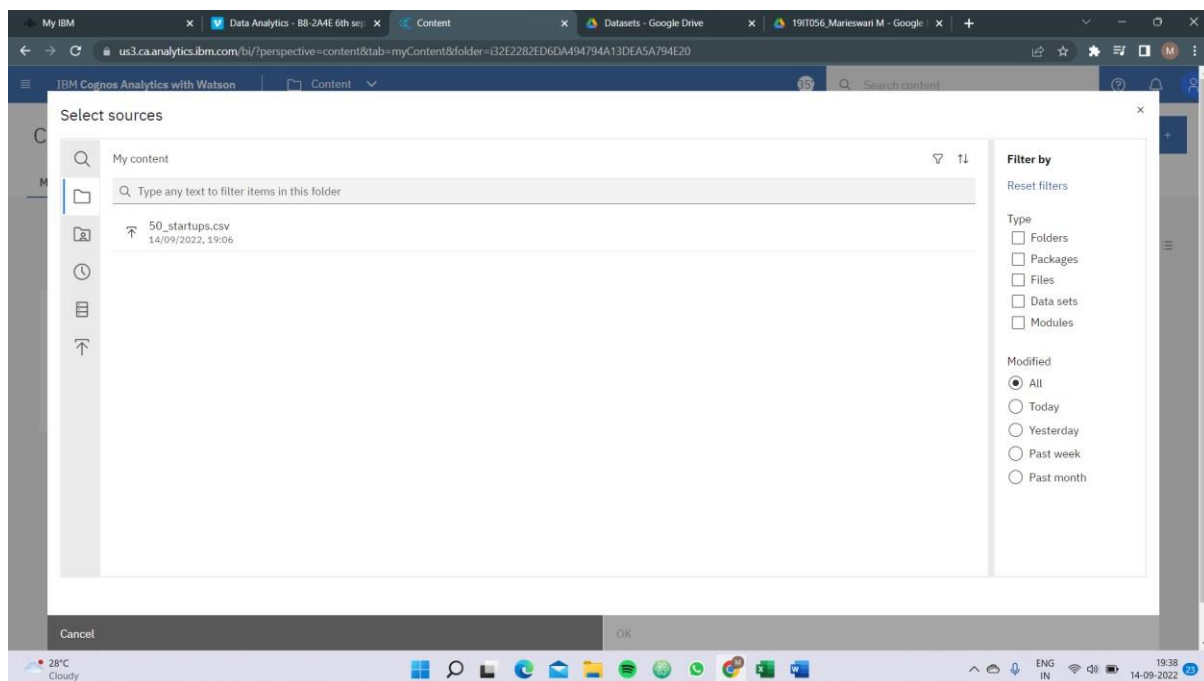 My IBM
Data Analytics - B8-2A4E 6th sep
Content
Datasets - Google Drive
19IT056_Marieswari M - Google
us3.ca.analytics.ibm.com/bi/?perspective=content&tab=myContent&folder=i32E2282ED6DA494794A13DEA5A794E20
M
IBM Cognos Analytics with Watson
Content
35
Search content
Select sources
My content
Type any text to filter items in this folder
50_startups.csv
14/09/2022, 19:06
Filter by
Reset filters
Type
Folders
Packages
Files
Data sets
Modules
Modified
All
Today
Yesterday
Past week
Past month
Cancel
OK
28°C
Cloudy
ENG
IN
19:38
14-09-2022
23